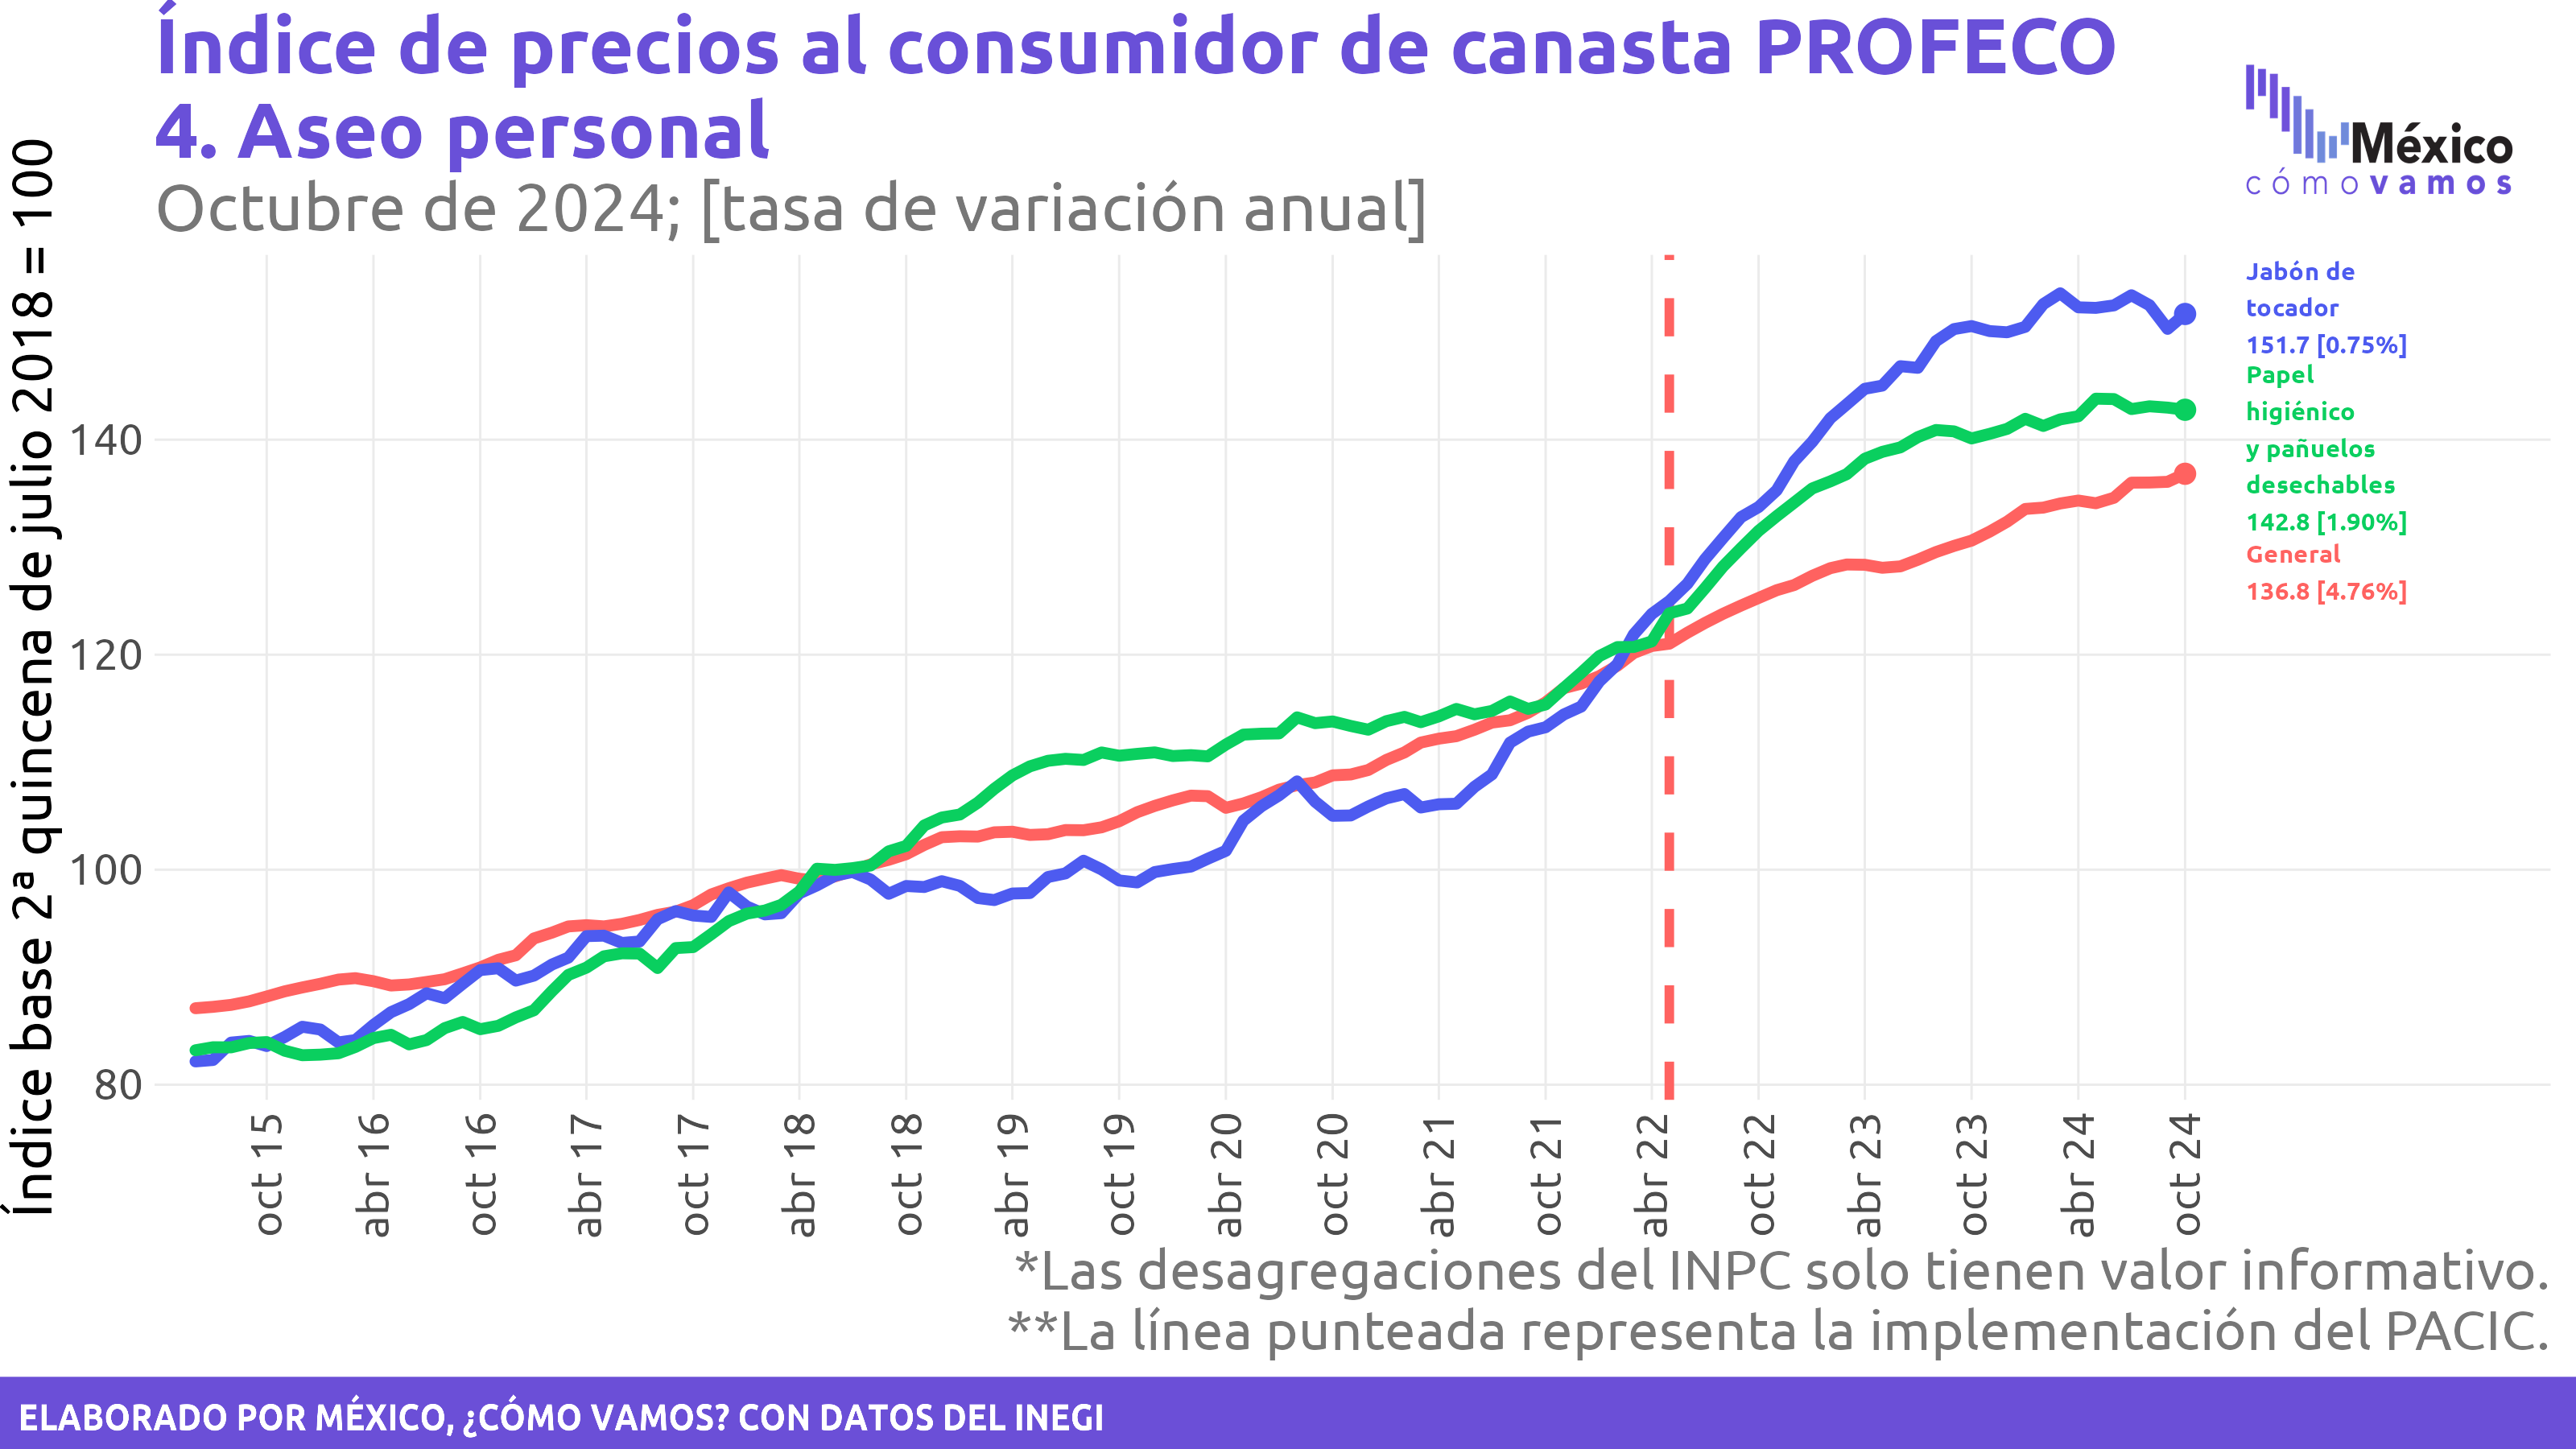 Índice de precios al consumidor de canasta PROFECO
4. Aseo personal
Octubre de 2024; [tasa de variación anual]
México
cómovamos
Índice base 2ª quincena de julio 2018 = 100
Jabón de
tocador
151.7 [0.75%]
Papel
higiénico
y pañuelos
desechables
142.8 [1.90%]
General
136.8 [4.76%]
140
120
100
80
oct 15
abr 16
oct 16
abr 17
oct 17
abr 18
oct 18
abr 19
oct 19
abr 20
oct 20
abr 21
oct 21
abr 22
oct 22
abr 23
oct 23
abr 24
oct 24
*Las desagregaciones del INPC solo tienen valor informativo.
**La línea punteada representa la implementación del PACIC.
ELABORADO POR MÉXICO, ¿CÓMO VAMOS? CON DATOS DEL INEGI